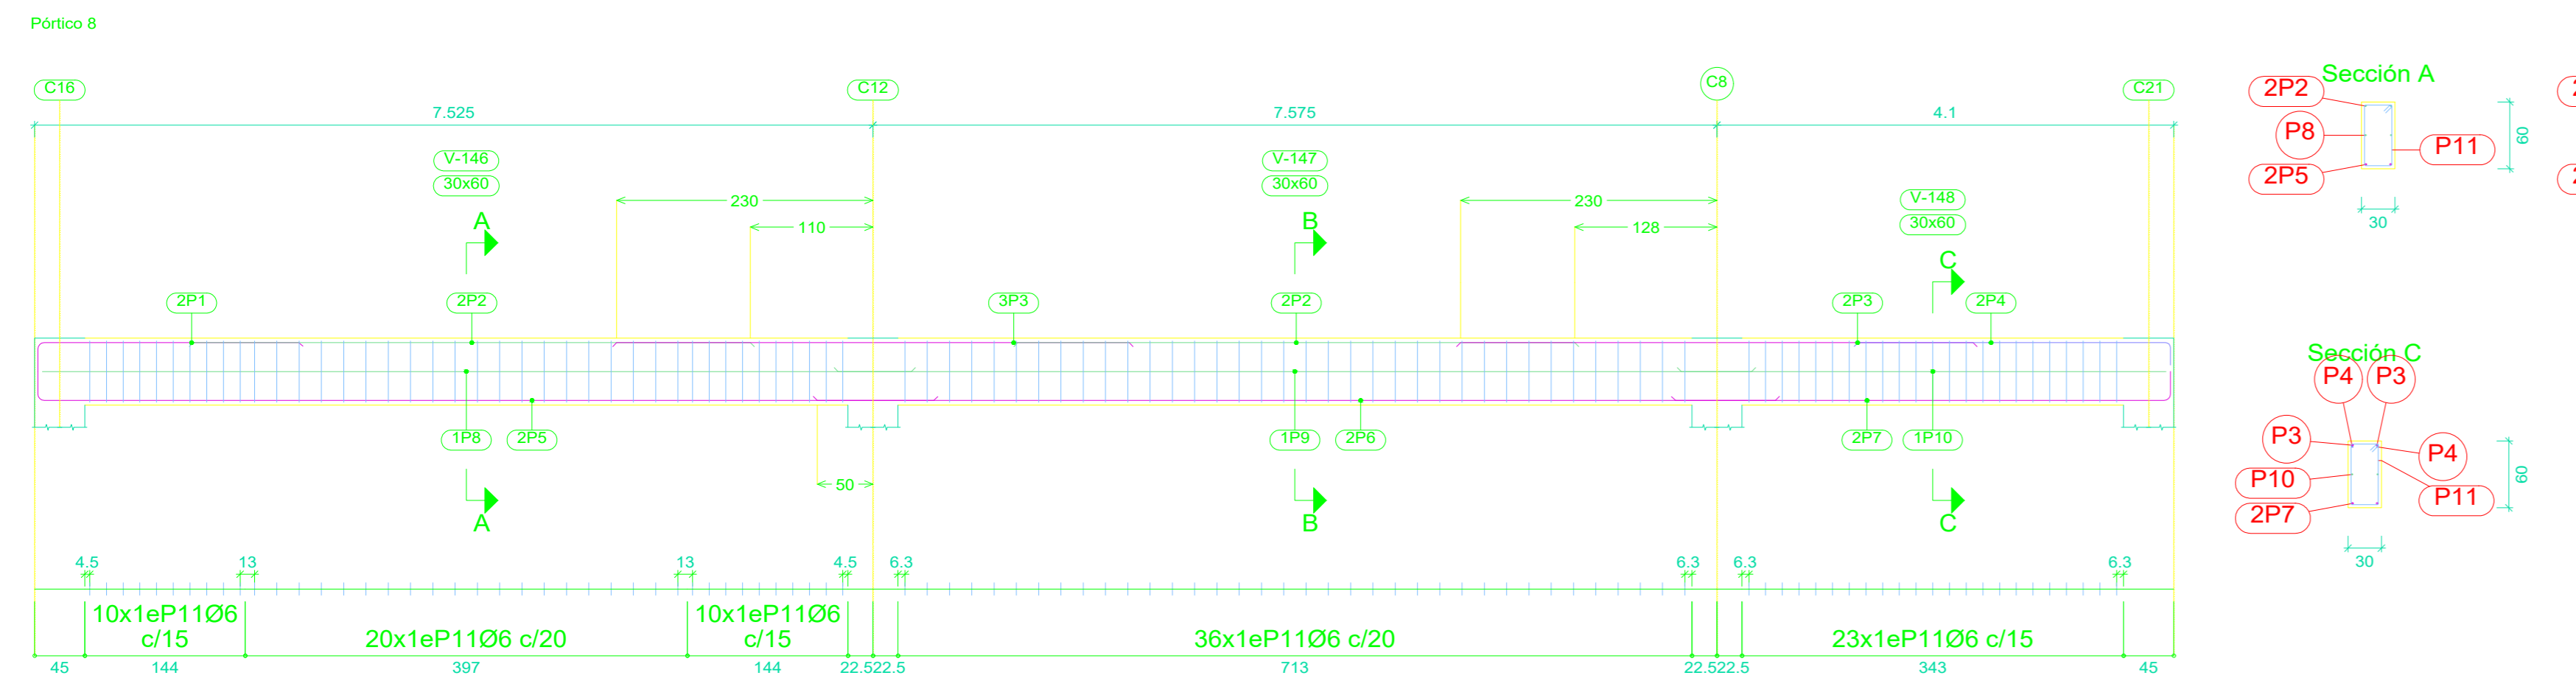 Pórtico 8
C16
C12
C8
C21
7.525
7.575
4.1
V-146
30x60
V-147
30x60
V-148
30x60
230
110
230
128
A
B
C
2P1
2P2
3P3
2P2
2P3
2P4
1P8
2P5
1P9
2P6
2P7
1P10
50
A
B
C
4.5
13
13
4.5
6.3
6.3
6.3
6.3
10x1eP11Ø6
c/15
20x1eP11Ø6 c/20
10x1eP11Ø6
c/15
36x1eP11Ø6 c/20
23x1eP11Ø6 c/15
45
144
397
144
22.5
22.5
713
22.5
22.5
343
45
Sección A
2P2
P8
P11
2P5
60
30
Sección C
P4
P3
P3
P4
P10
P11
2P7
60
30